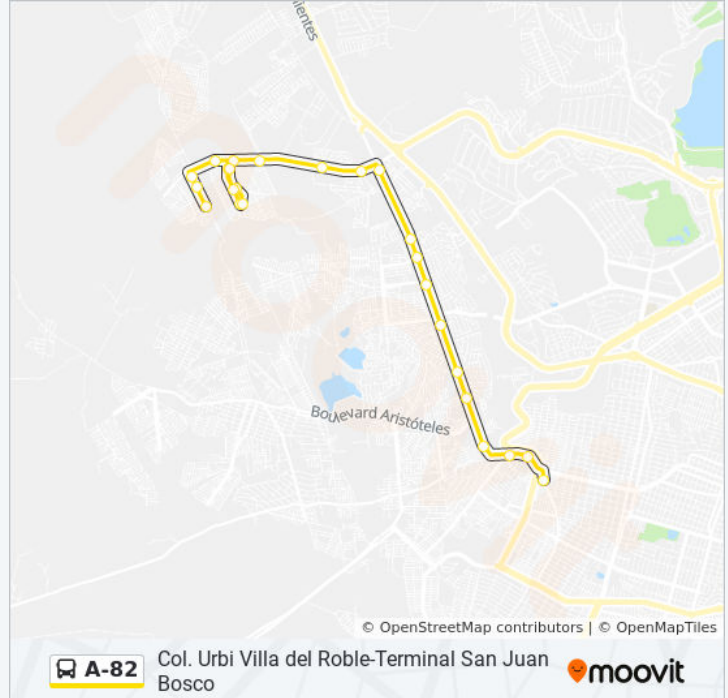 ientes
Boulevard Aristóteles
© OpenStreetMap contributors | © OpenMapTiles
A-82
Col. Urbi Villa del Roble-Terminal San Juan
Bosco
moovit